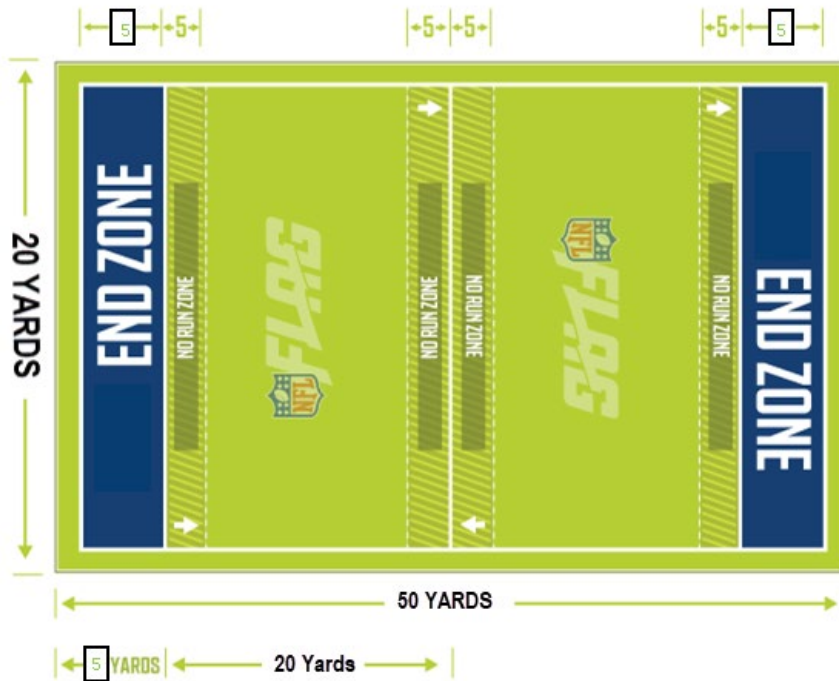 5
5
5
5
5
5
20 YARDS
END ZONE
NO RUN ZONE
FLAG
NFL
NO RUN ZONE
NO RUN ZONE
NFL
FLAG
NO RUN ZONE
END ZONE
50 YARDS
5 YARDS
20 Yards